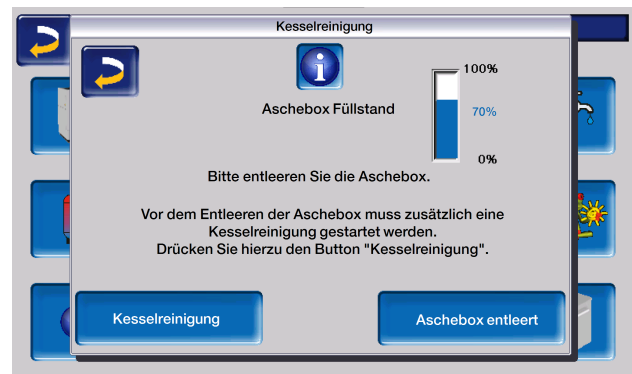 Kesselreinigung
100%
Aschebox Füllstand
70%
0%
Bitte entleeren Sie die Aschebox.
Vor dem Entleeren der Aschebox muss zusätzlich eine
Kesselreinigung gestartet werden.
Drücken Sie hierzu den Button "Kesselreinigung".
Kesselreinigung
Aschebox entleert